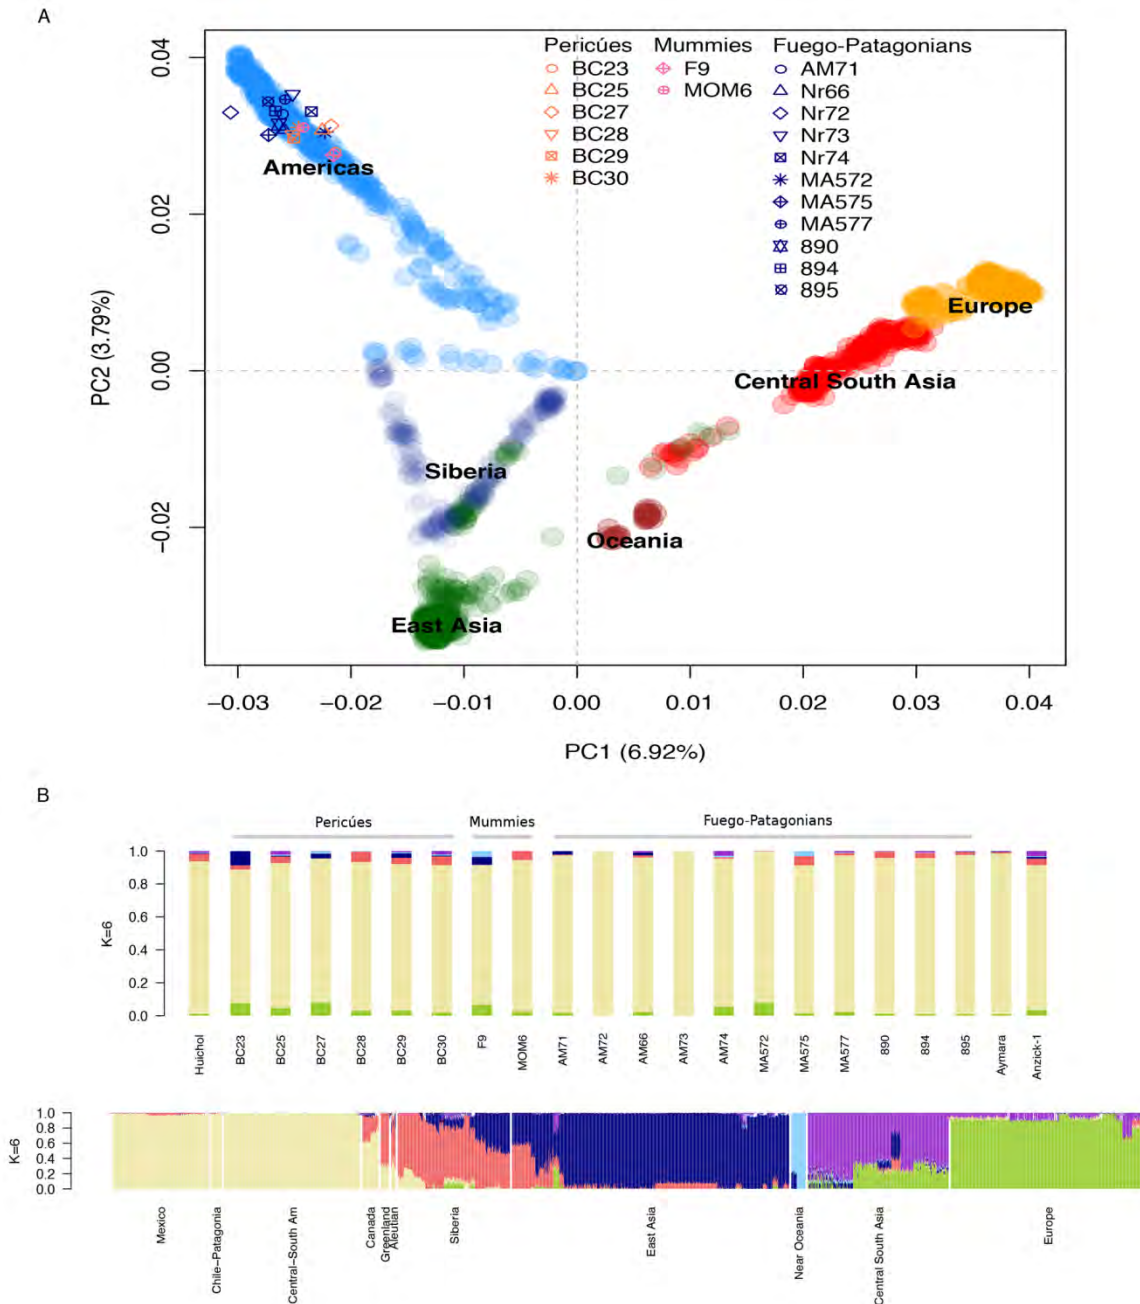 A
Pericúes Mummies Fuego-Patagonians
BC23 F9 AM71
BC25 MOM6 Nr66
BC27 Nr72
BC28 Nr73
BC29 Nr74
BC30 MA572
MA575
MA577
890
894
895
Americas
Europe
Central South Asia
Siberia
Oceania
East Asia
PC2 (3.79%)
0.04
0.02
0.00
−0.02
−0.03 −0.02 −0.01 0.00 0.01 0.02 0.03 0.04
PC1 (6.92%)
B
Pericúes Mummies Fuego-Patagonians
K=6
1.0
0.8
0.6
0.4
0.2
0.0
Huichol BC23 BC25 BC27 BC28 BC29 BC30 F9 MOM6 AM71 AM72 AM66 AM73 AM74 MA572 MA575 MA577 890 894 895 Aymara Anzick-1
K=6
1.0
0.8
0.6
0.4
0.2
0.0
Mexico Chile−Patagonia Central−South Am Canada Greenland Aleutian Siberia East Asia Near Oceania Central South Asia Europe